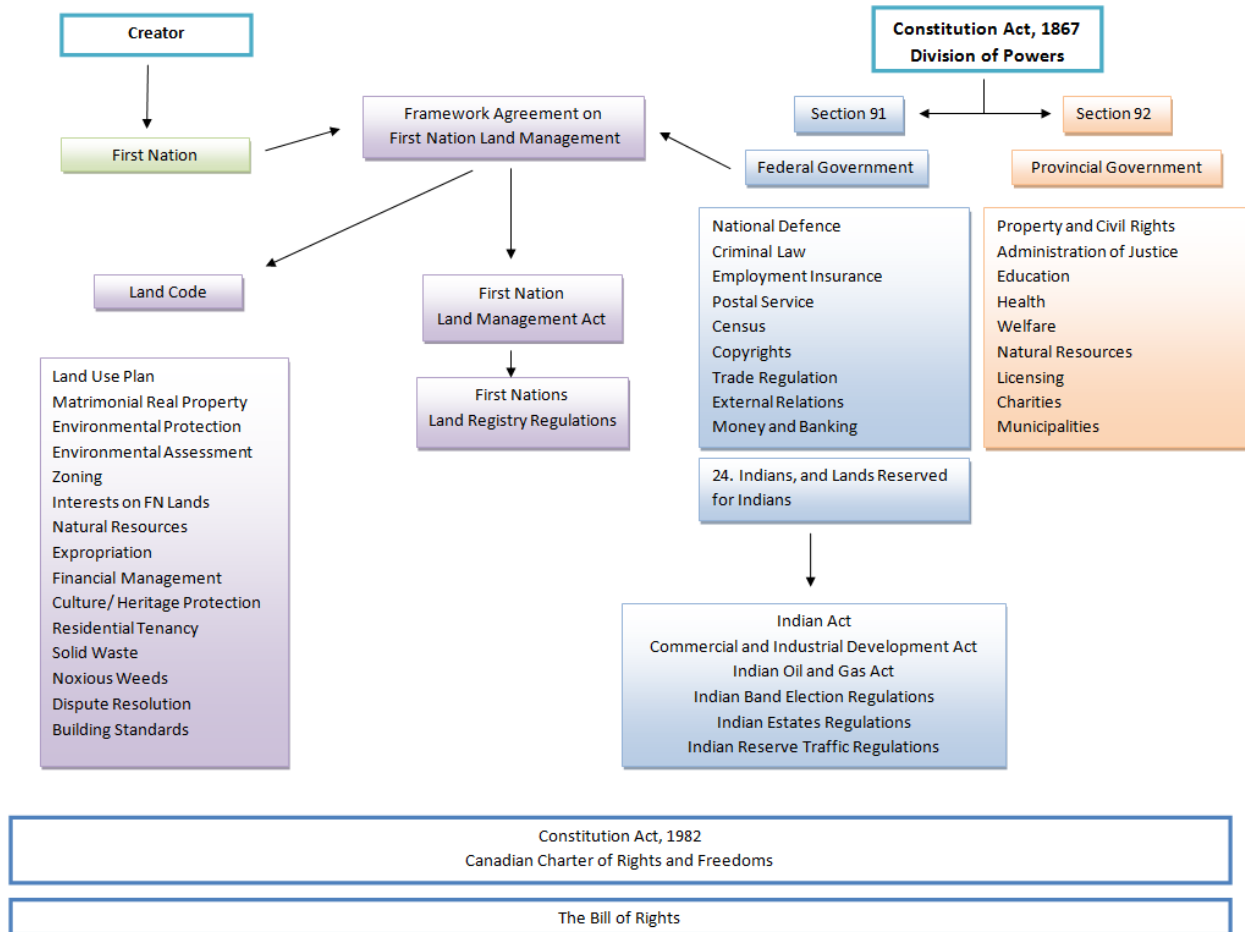 Creator
Constitution Act, 1867
Division of Powers
Framework Agreement on
First Nation Land Management
Section 91
Section 92
First Nation
Federal Government
Provincial Government
Land Code
First Nation
Land Management Act
First Nations
Land Registry Regulations
Land Use Plan
Matrimonial Real Property
Environmental Protection
Environmental Assessment
Zoning
Interests on FN Lands
Natural Resources
Expropriation
Financial Management
Culture/ Heritage Protection
Residential Tenancy
Solid Waste
Noxious Weeds
Dispute Resolution
Building Standards
National Defence
Criminal Law
Employment Insurance
Postal Service
Census
Copyrights
Trade Regulation
External Relations
Money and Banking
Property and Civil Rights
Administration of Justice
Education
Health
Welfare
Natural Resources
Licensing
Charities
Municipalities
24. Indians, and Lands Reserved
for Indians
Indian Act
Commercial and Industrial Development Act
Indian Oil and Gas Act
Indian Band Election Regulations
Indian Estates Regulations
Indian Reserve Traffic Regulations
Constitution Act, 1982
Canadian Charter of Rights and Freedoms
The Bill of Rights